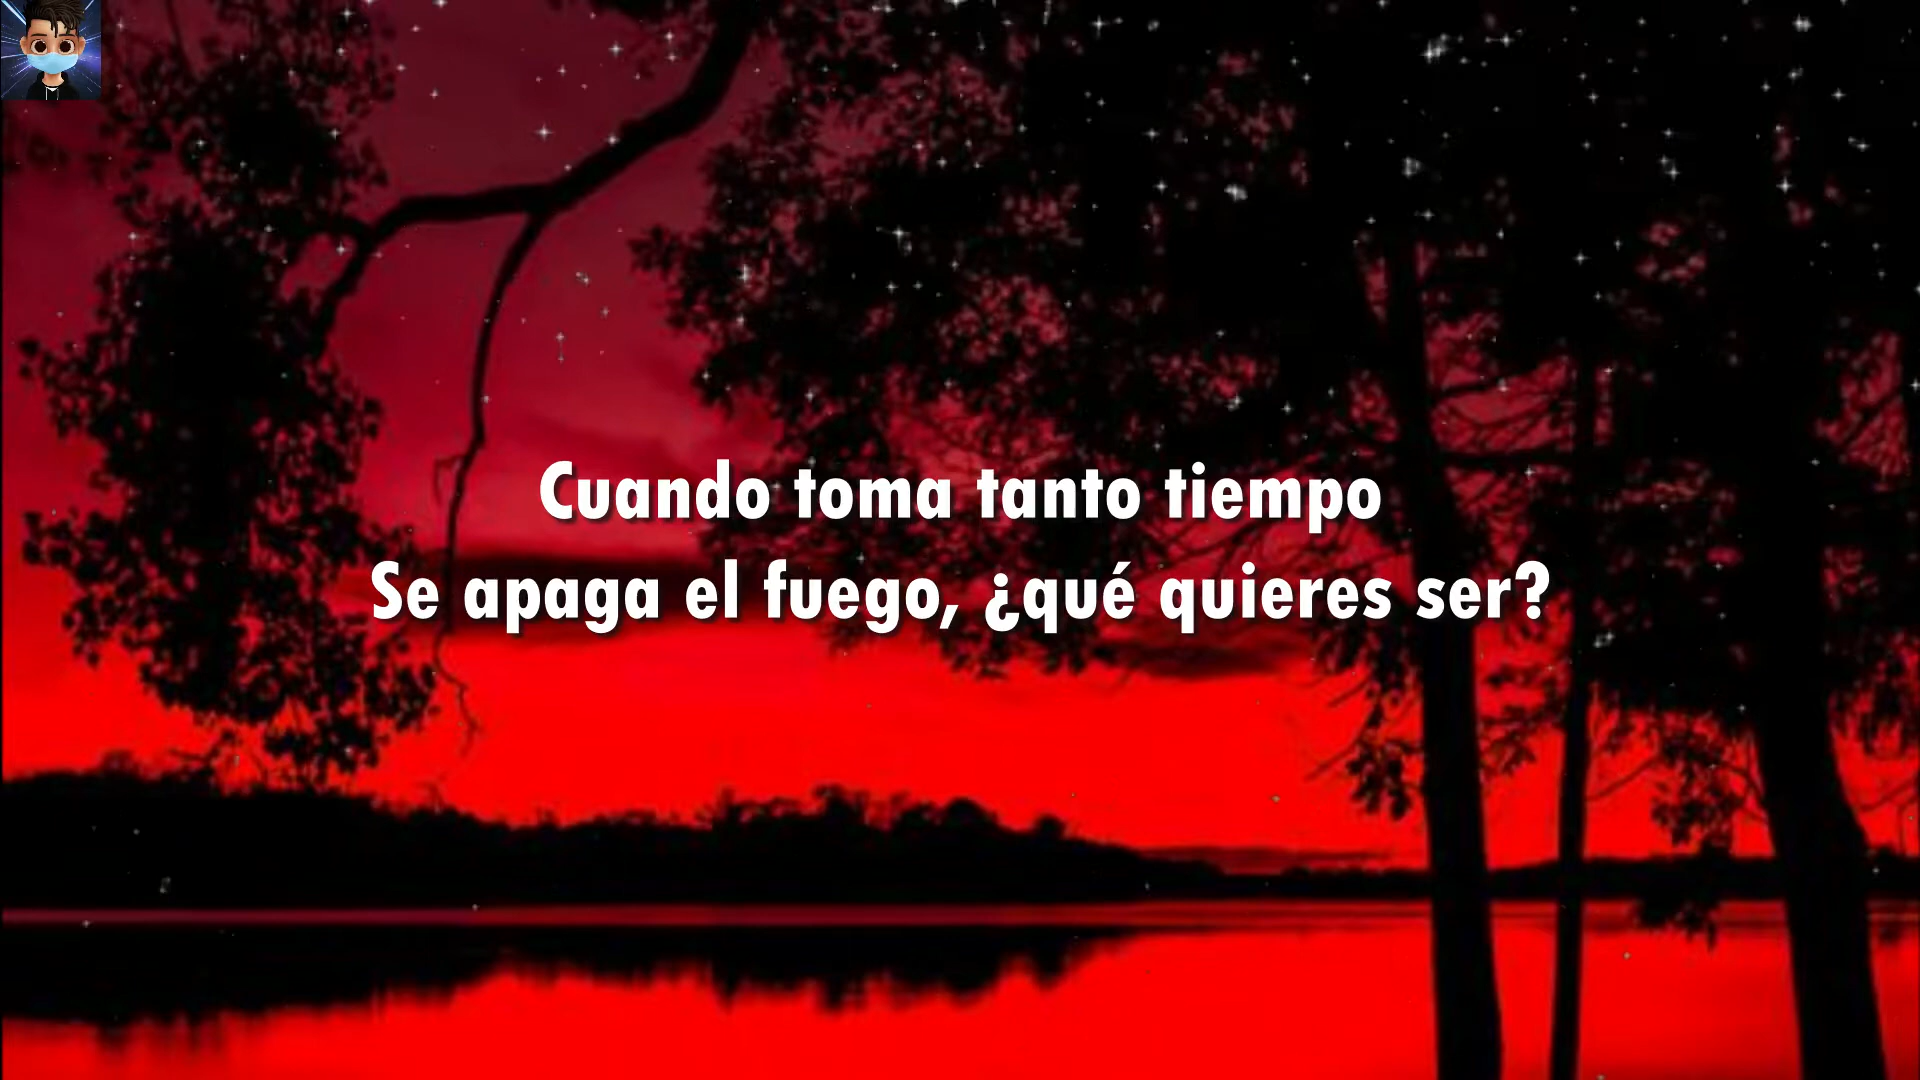 Cuando toma tanto tiempo
Se apaga el fuego, ¿qué quieres ser?